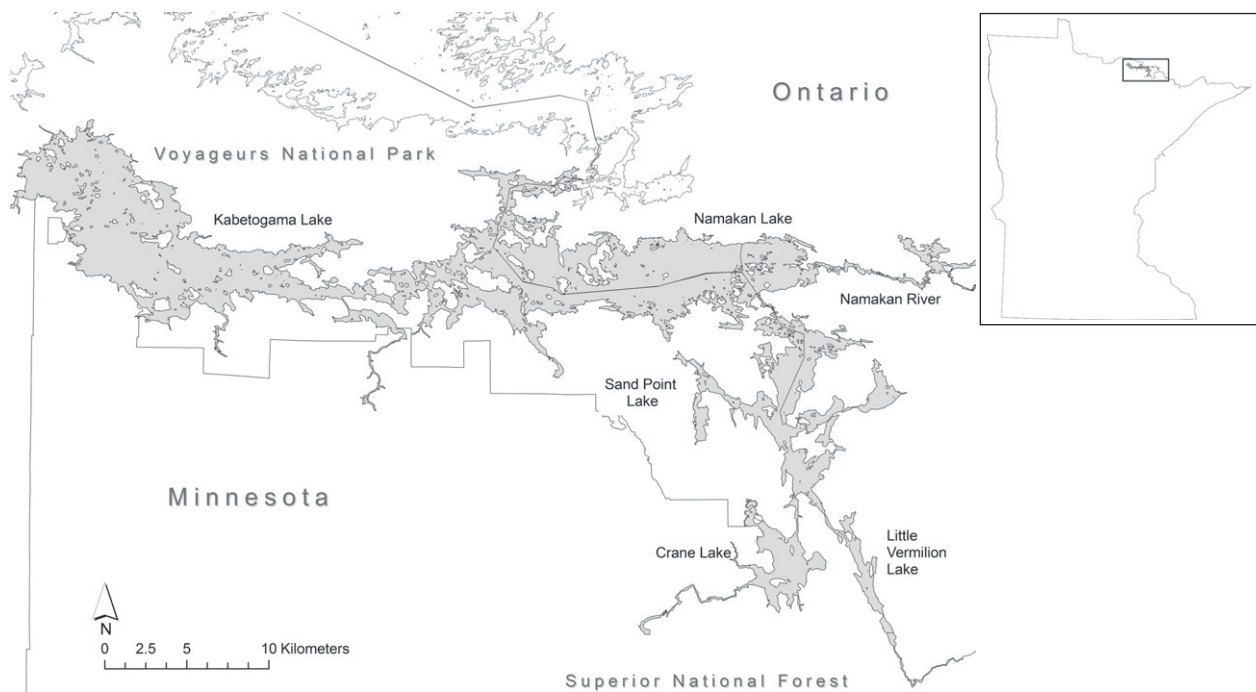 Ontario
Voyageurs National Park
Kabetogama Lake
Namakan Lake
Namakan River
Sand Point
Lake
Minnesota
Crane Lake
Little
Vermilion
Lake
N
0 2.5 5 10 Kilometers
Superior National Forest